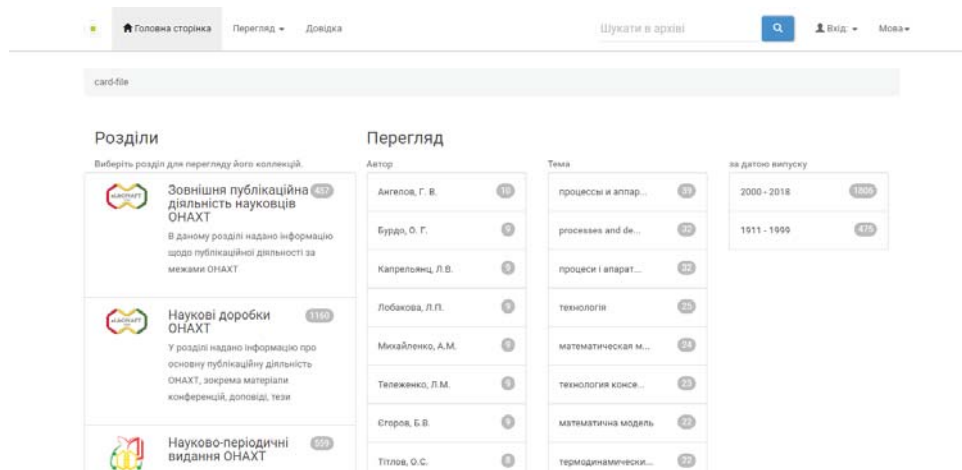 Головна сторінка Перегляд Довідка Шукати в архіві Вхід: Мова
card-file
Розділи
Виберіть розділ для перегляду його коллекцій.
Зовнішня публікаційна 457
діяльність науковців
ОНАХТ
В даному розділі надано інформацію
щодо публікаційної діяльності за
межами ОНАХТ
Наукові доробки 1160
ОНАХТ
У розділі надано інформацію про
основну публікаційну діяльність
ОНАХТ, зокрема матеріали
конференцій, доповіді, тези
Науково-періодичні 559
видання ОНАХТ
Перегляд
Автор
Ангелов, Г. В. 10
Бурдо, О. Г. 9
Капрельянц, Л.В. 9
Лобакова, Л.П. 9
Михайленко, А.М. 9
Тележенко, Л.М. 9
Єгоров, Б.В. 9
Тітлов, О.С. 8
Тема
процессы и аппар... 39
processes and de... 32
процеси і апарат... 32
технологія 25
математическая м... 24
технология консе... 23
математична модель 22
термодинамически... 22
за датою випуску
2000 - 2018 1806
1911 - 1999 476